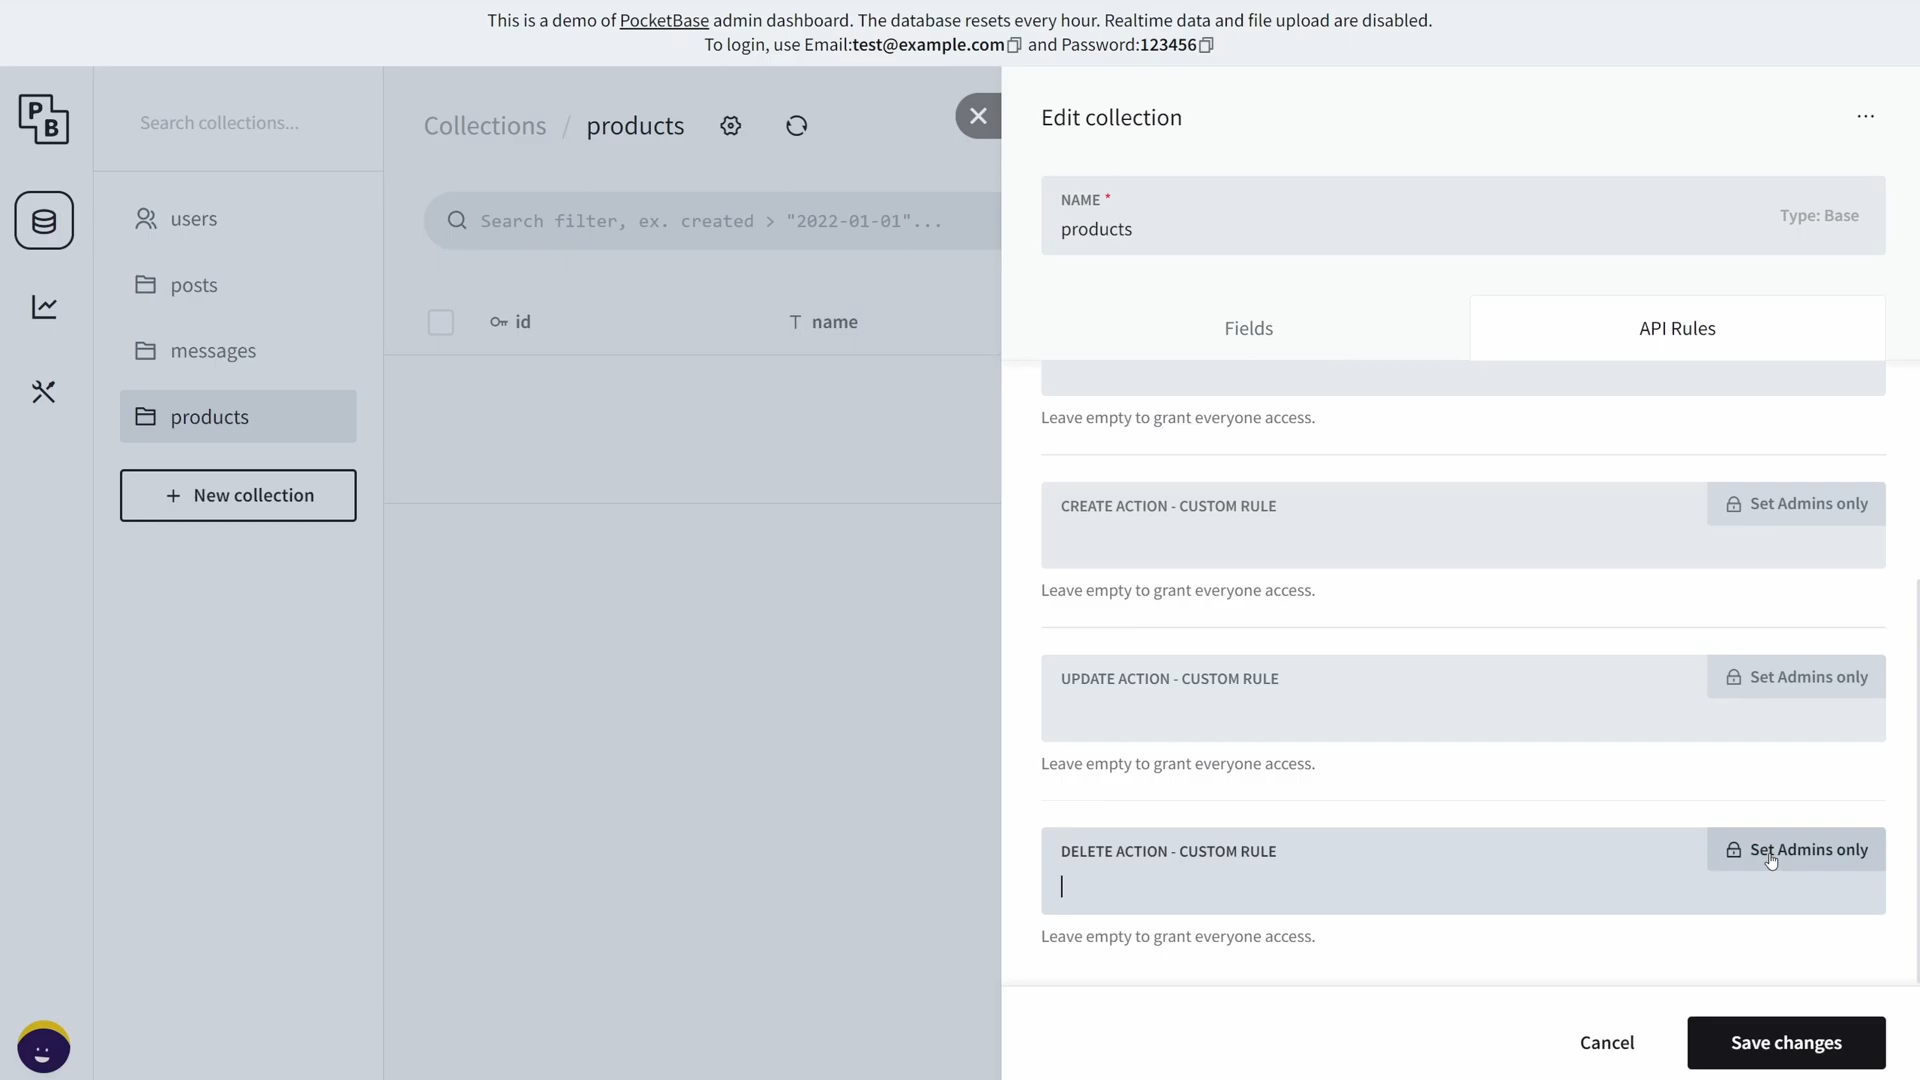 This is a demo of PocketBase admin dashboard. The database resets every hour. Realtime data and file upload are disabled.
To login, use Email:test@example.com and Password:123456
P
B
Search collections...
users
posts
messages
products
+ New collection
Collections / products
Search filter, ex. created > "2022-01-01"...
id
T name
Edit collection
...
NAME *
products
Type: Base
Fields
API Rules
Leave empty to grant everyone access.
CREATE ACTION - CUSTOM RULE
Set Admins only
Leave empty to grant everyone access.
UPDATE ACTION - CUSTOM RULE
Set Admins only
Leave empty to grant everyone access.
DELETE ACTION - CUSTOM RULE
Set Admins only
Leave empty to grant everyone access.
Cancel
Save changes